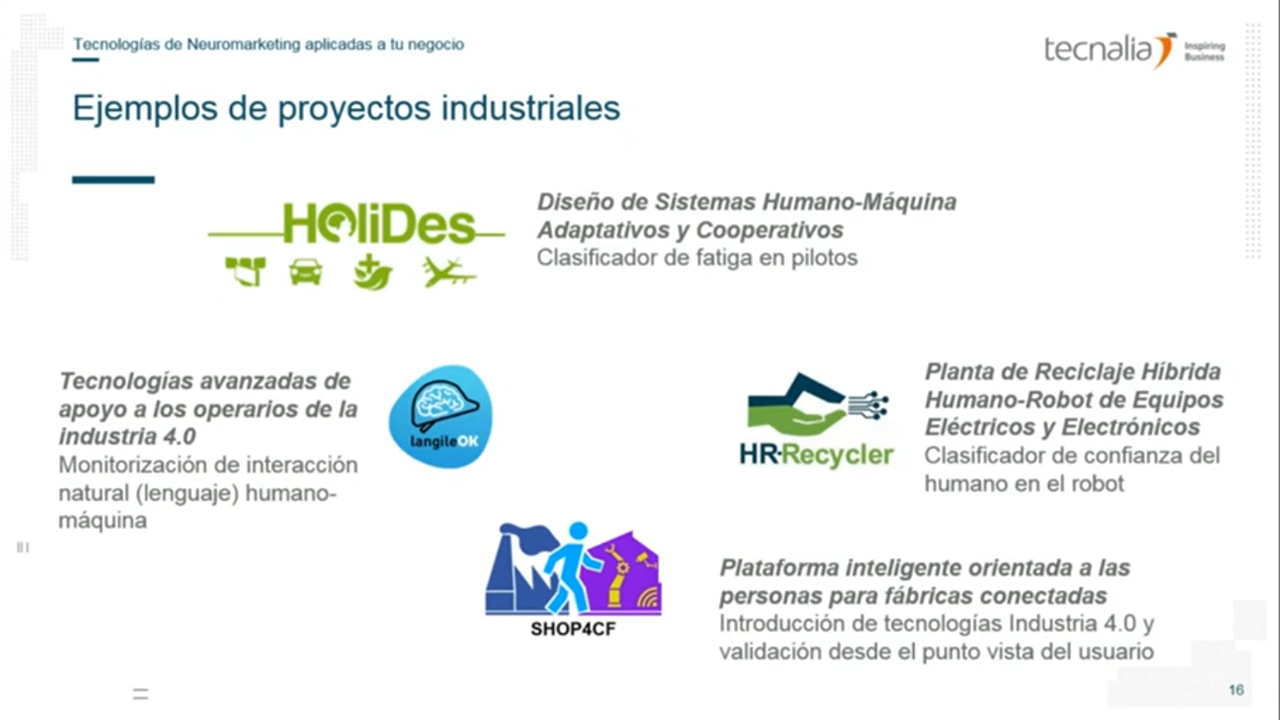 Tecnologías de Neuromarketing aplicadas a tu negocio
tecnalia
Inspiring
Business
Ejemplos de proyectos industriales
HOliDes
Diseño de Sistemas Humano-Máquina
Adaptativos y Cooperativos
Clasificador de fatiga en pilotos
Tecnologías avanzadas de
apoyo a los operarios de la
industria 4.0
Monitorización de interacción
natural (lenguaje) humano-
máquina
langileOK
HR-Recycler
Planta de Reciclaje Híbrida
Humano-Robot de Equipos
Eléctricos y Electrónicos
Clasificador de confianza del
humano en el robot
SHOP4CF
Plataforma inteligente orientada a las
personas para fábricas conectadas
Introducción de tecnologías Industria 4.0 y
validación desde el punto vista del usuario
16